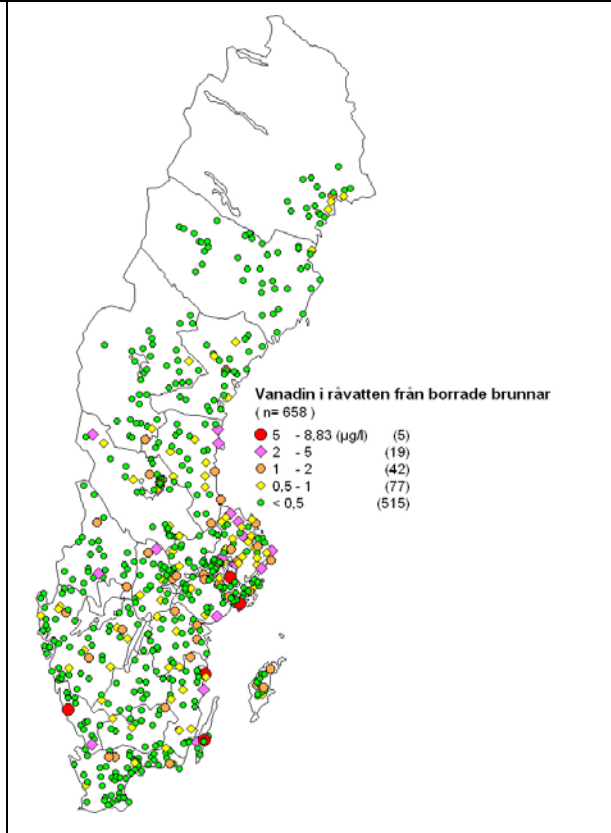 Vanadin i råvatten från borrade brunnar
( n= 658 )
5 - 8,83 (µg/l) (5)
2 - 5 (19)
1 - 2 (42)
0,5 - 1 (77)
< 0,5 (515)